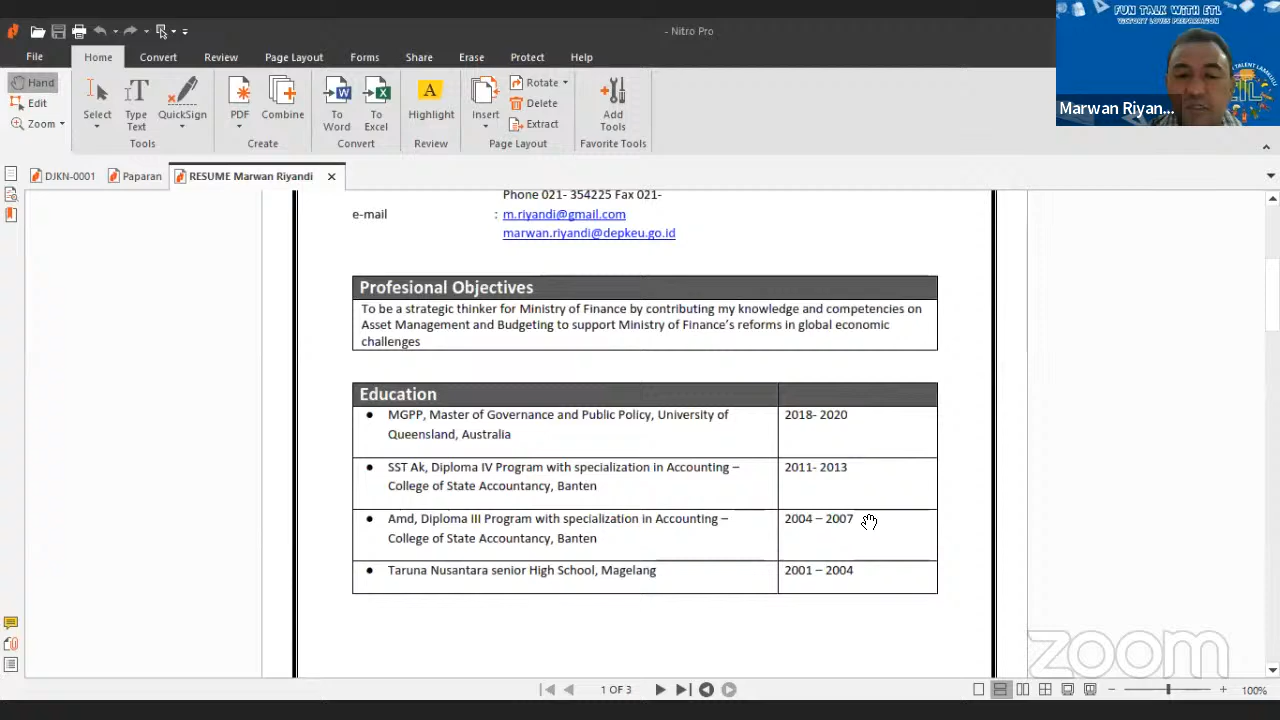 FUN TALK WITH ETL
VICTORY LOVES PREPARATION
- Nitro Pro
File
Home
Convert
Review
Page Layout
Forms
Share
Erase
Protect
Help
Hand
Edit
Zoom
Select
Type
Text
QuickSign
Tools
PDF
Combine
Create
To
Word
To
Excel
Convert
Highlight
Review
Insert
Rotate
Delete
Extract
Page Layout
Add
Tools
Favorite Tools
Marwan Riyan...
DJKN-0001
Paparan
RESUME Marwan Riyandi
Phone 021- 354225 Fax 021-
e-mail : m.riyandi@gmail.com
marwan.riyandi@depkeu.go.id
Profesional Objectives
To be a strategic thinker for Ministry of Finance by contributing my knowledge and competencies on
Asset Management and Budgeting to support Ministry of Finance's reforms in global economic
challenges
Education
MGPP, Master of Governance and Public Policy, University of 2018- 2020
Queensland, Australia
SST Ak, Diploma IV Program with specialization in Accounting – 2011- 2013
College of State Accountancy, Banten
Amd, Diploma III Program with specialization in Accounting – 2004 – 2007
College of State Accountancy, Banten
Taruna Nusantara senior High School, Magelang 2001 – 2004
zoom
1 OF 3
100%